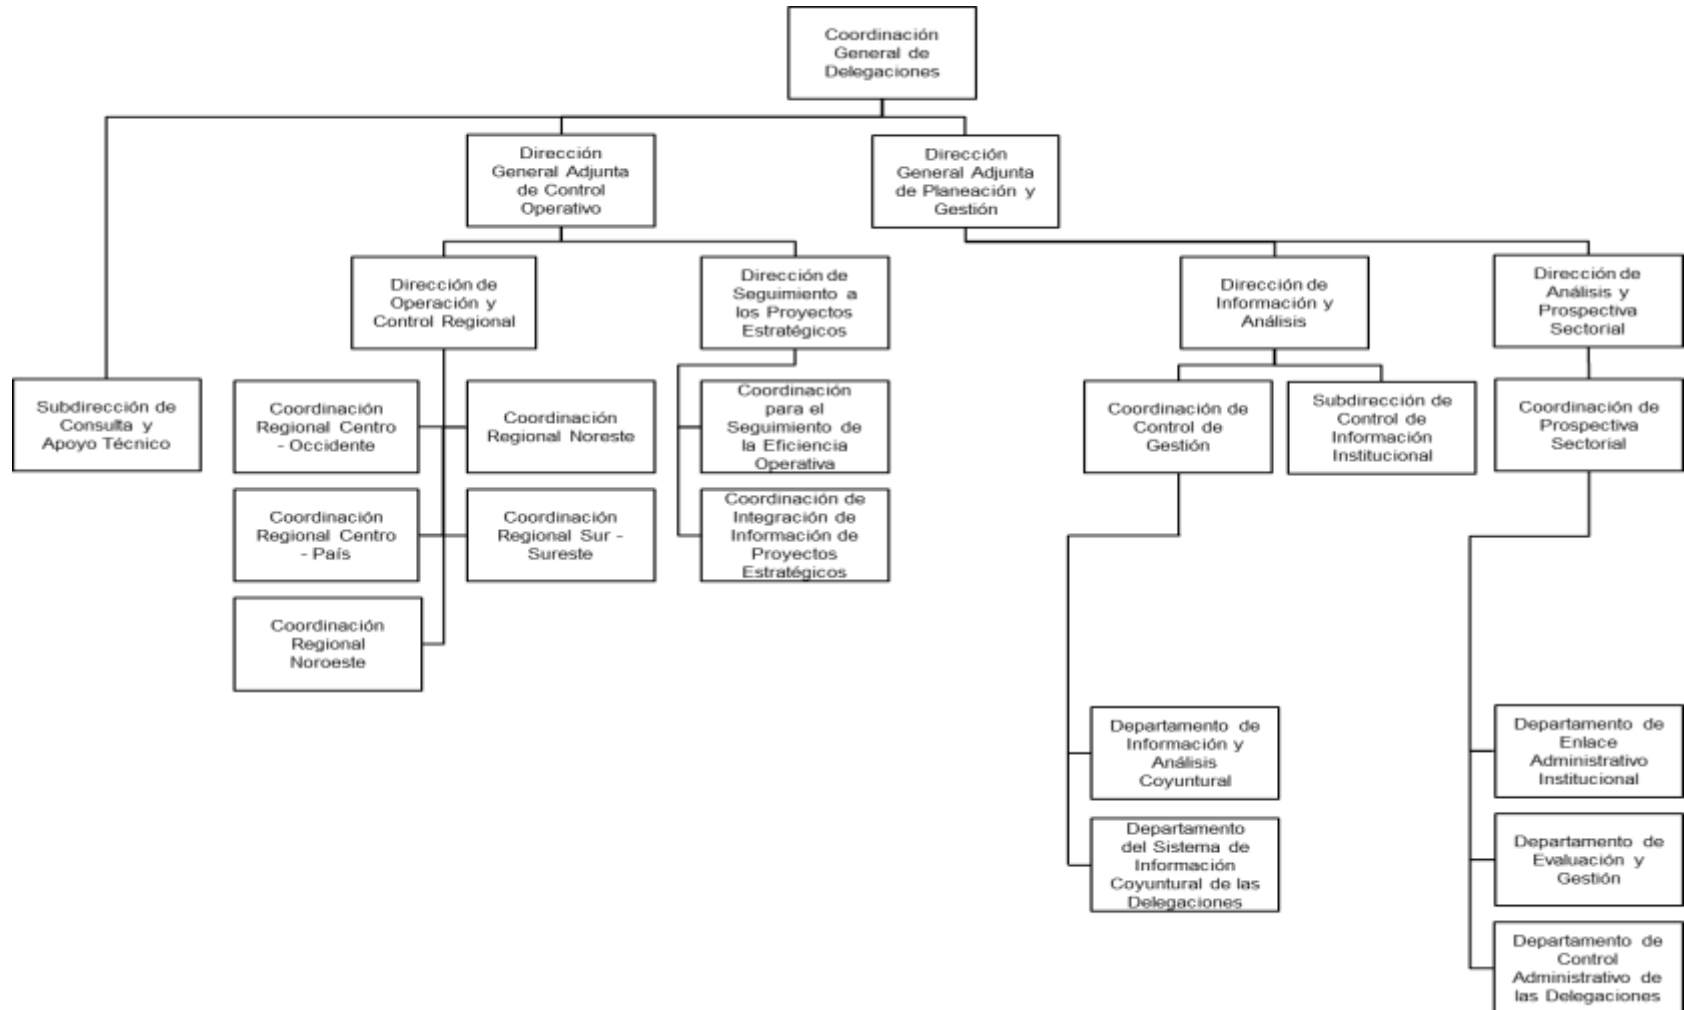 Coordinación
General de
Delegaciones
Dirección
General Adjunta
de Control
Operativo
Dirección
General Adjunta
de Planeación y
Gestión
Dirección de
Operación y
Control Regional
Dirección de
Seguimiento a
los Proyectos
Estratégicos
Dirección de
Información y
Análisis
Dirección de
Análisis y
Prospectiva
Sectorial
Subdirección de
Consulta y
Apoyo Técnico
Coordinación
Regional Centro
- Occidente
Coordinación
Regional Noreste
Coordinación
para el
Seguimiento de
la Eficiencia
Operativa
Coordinación de
Control de
Gestión
Subdirección de
Control de
Información
Institucional
Coordinación de
Prospectiva
Sectorial
Coordinación
Regional Centro
- País
Coordinación
Regional Sur -
Sureste
Coordinación de
Integración de
Información de
Proyectos
Estratégicos
Coordinación
Regional
Noroeste
Departamento de
Información y
Análisis
Coyuntural
Departamento de
Enlace
Administrativo
Institucional
Departamento
del Sistema de
Información
Coyuntural de las
Delegaciones
Departamento de
Evaluación y
Gestión
Departamento de
Control
Administrativo de
las Delegaciones